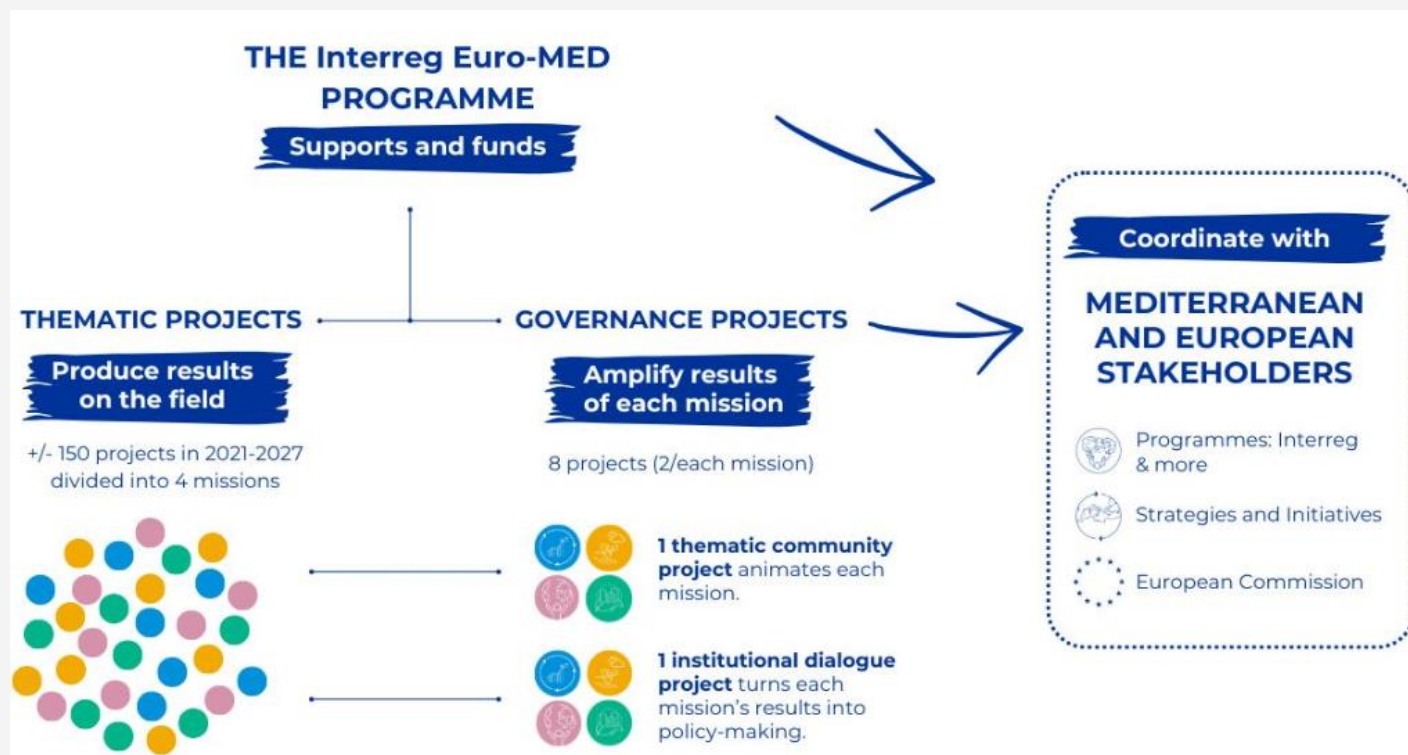 THE Interreg Euro-MED
PROGRAMME
Supports and funds
THEMATIC PROJECTS
Produce results
on the field
+/- 150 projects in 2021-2027
divided into 4 missions
GOVERNANCE PROJECTS
Amplify results
of each mission
8 projects (2/each mission)
1 thematic community
project animates each
mission.
1 institutional dialogue
project turns each
mission's results into
policy-making.
Coordinate with
MEDITERRANEAN
AND EUROPEAN
STAKEHOLDERS
Programmes: Interreg
& more
Strategies and Initiatives
European Commission